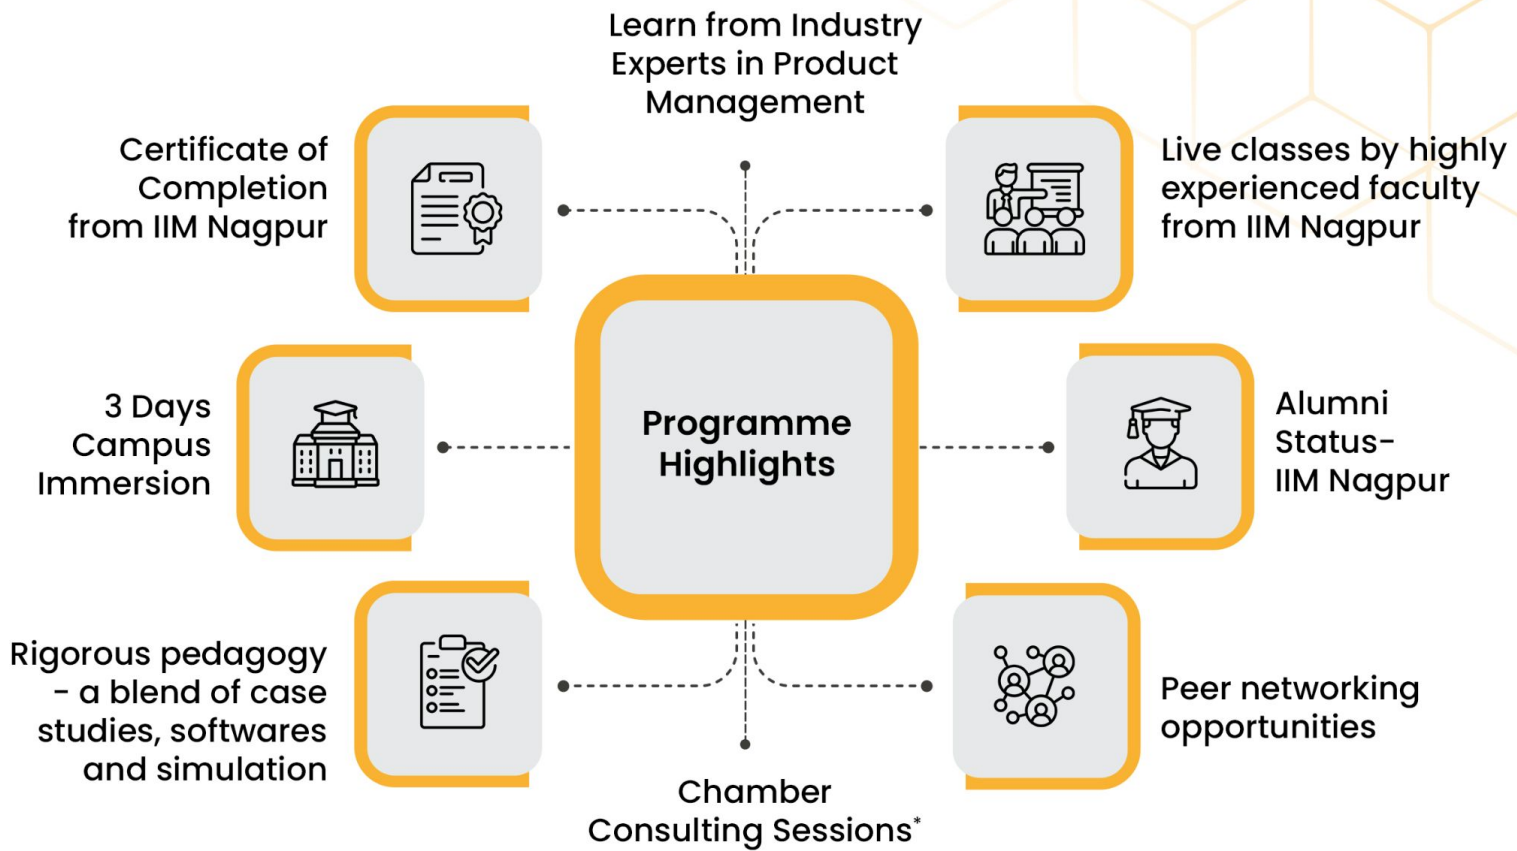 Learn from Industry
Experts in Product
Management
Certificate of
Completion
from IIM Nagpur
Live classes by highly
experienced faculty
from IIM Nagpur
3 Days
Campus
Immersion
Programme
Highlights
Alumni
Status-
IIM Nagpur
Rigorous pedagogy
- a blend of case
studies, softwares
and simulation
Peer networking
opportunities
Chamber
Consulting Sessions*